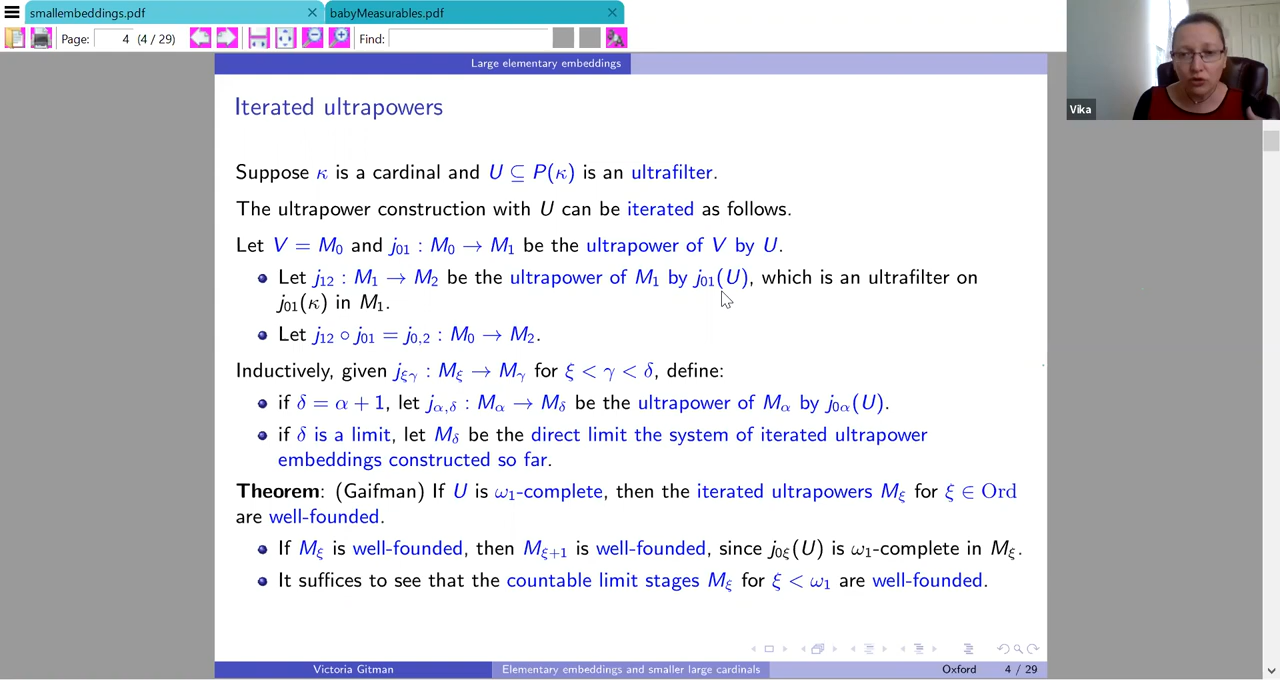 smallembeddings.pdf
babyMeasurables.pdf
Page: 4 (4 / 29) Find:
Vika
Large elementary embeddings
Iterated ultrapowers
Suppose κ is a cardinal and U ⊆ P(κ) is an ultrafilter.
The ultrapower construction with U can be iterated as follows.
Let V = M₀ and j₀₁ : M₀ → M₁ be the ultrapower of V by U.
Let j₁₂ : M₁ → M₂ be the ultrapower of M₁ by j₀₁(U), which is an ultrafilter on
j₀₁(κ) in M₁.
Let j₁₂ ∘ j₀₁ = j₀,₂ : M₀ → M₂.
Inductively, given j_ξγ : M_ξ → M_γ for ξ < γ < δ, define:
if δ = α + 1, let j_α,δ : M_α → M_δ be the ultrapower of M_α by j_0α(U).
if δ is a limit, let M_δ be the direct limit the system of iterated ultrapower
embeddings constructed so far.
Theorem: (Gaifman) If U is ω₁-complete, then the iterated ultrapowers M_ξ for ξ ∈ Ord
are well-founded.
If M_ξ is well-founded, then M_ξ+1 is well-founded, since j_0ξ(U) is ω₁-complete in M_ξ.
It suffices to see that the countable limit stages M_ξ for ξ < ω₁ are well-founded.
Victoria Gitman
Elementary embeddings and smaller large cardinals
Oxford
4 / 29